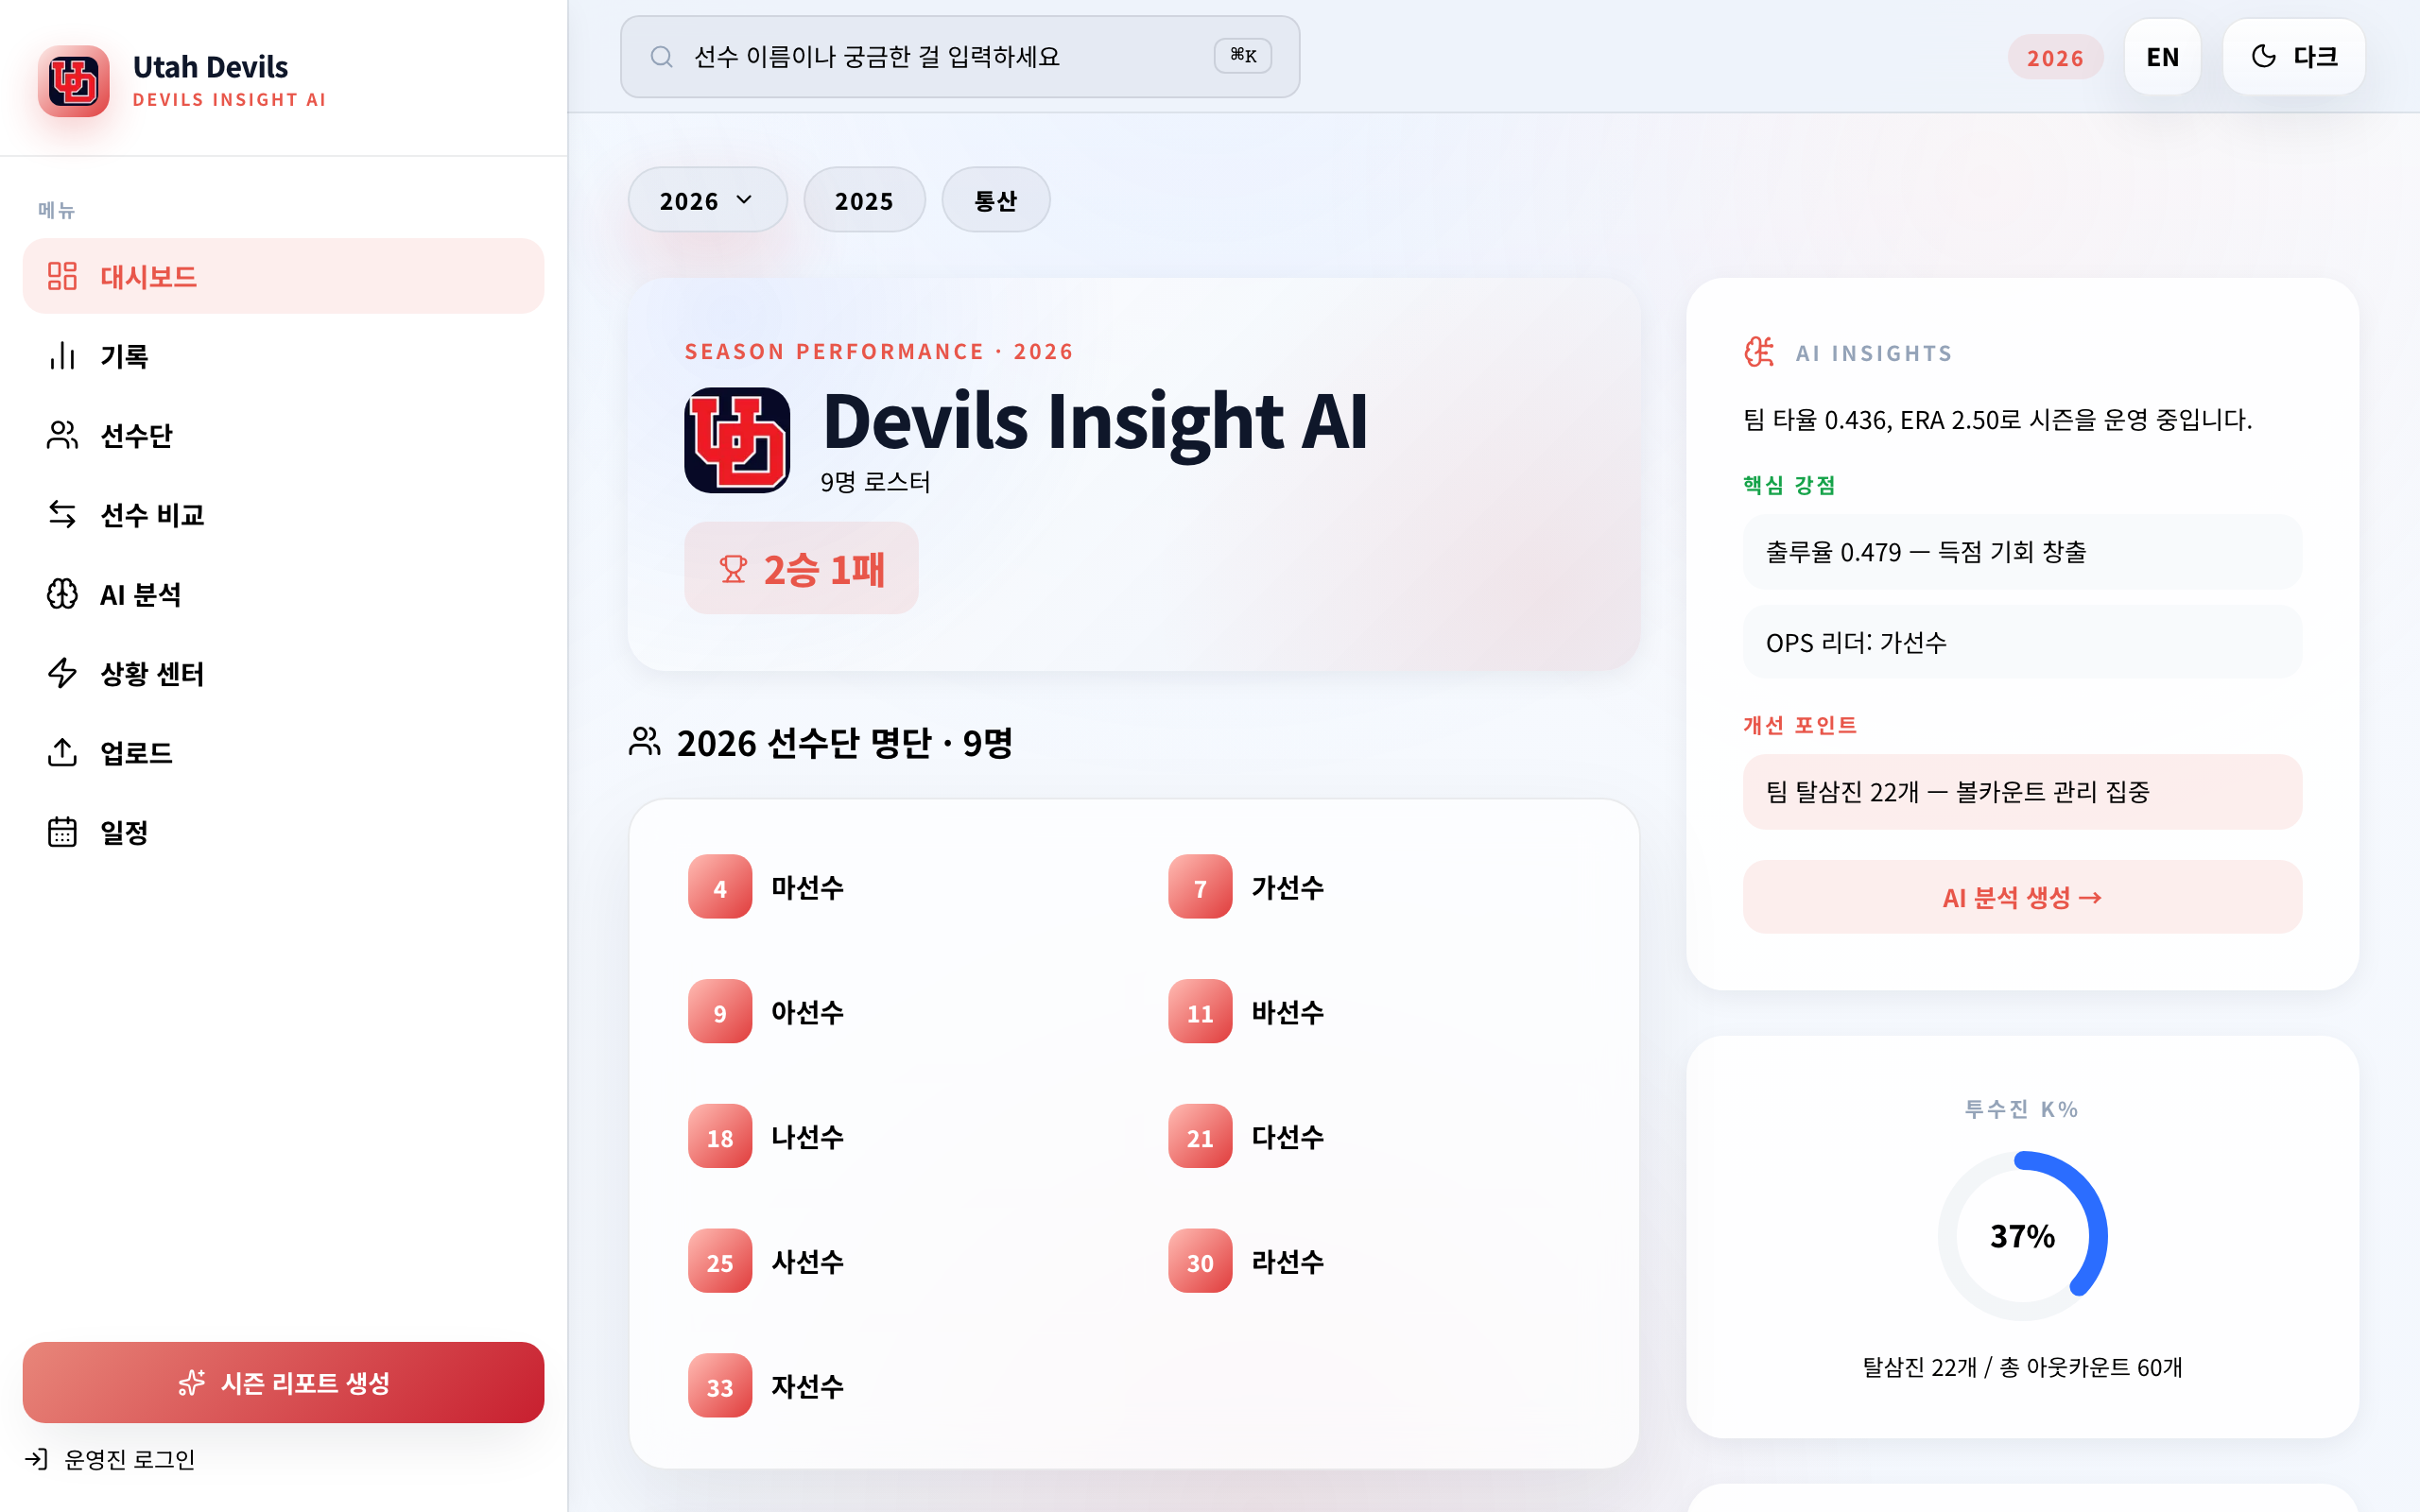 Utah Devils
DEVILS INSIGHT AI
메뉴
대시보드
기록
선수단
선수 비교
AI 분석
상황 센터
업로드
일정
시즌 리포트 생성
운영진 로그인
선수 이름이나 궁금한 걸 입력하세요
⌘K
2026
EN
다크
2026
2025
통산
SEASON PERFORMANCE · 2026
UD
Devils Insight AI
9명 로스터
2승 1패
2026 선수단 명단 · 9명
4 마선수
7 가선수
9 아선수
11 바선수
18 나선수
21 다선수
25 사선수
30 라선수
33 자선수
AI INSIGHTS
팀 타율 0.436, ERA 2.50로 시즌을 운영 중입니다.
핵심 강점
출루율 0.479 — 득점 기회 창출
OPS 리더: 가선수
개선 포인트
팀 탈삼진 22개 — 볼카운트 관리 집중
AI 분석 생성 →
투수진 K%
37%
탈삼진 22개 / 총 아웃카운트 60개